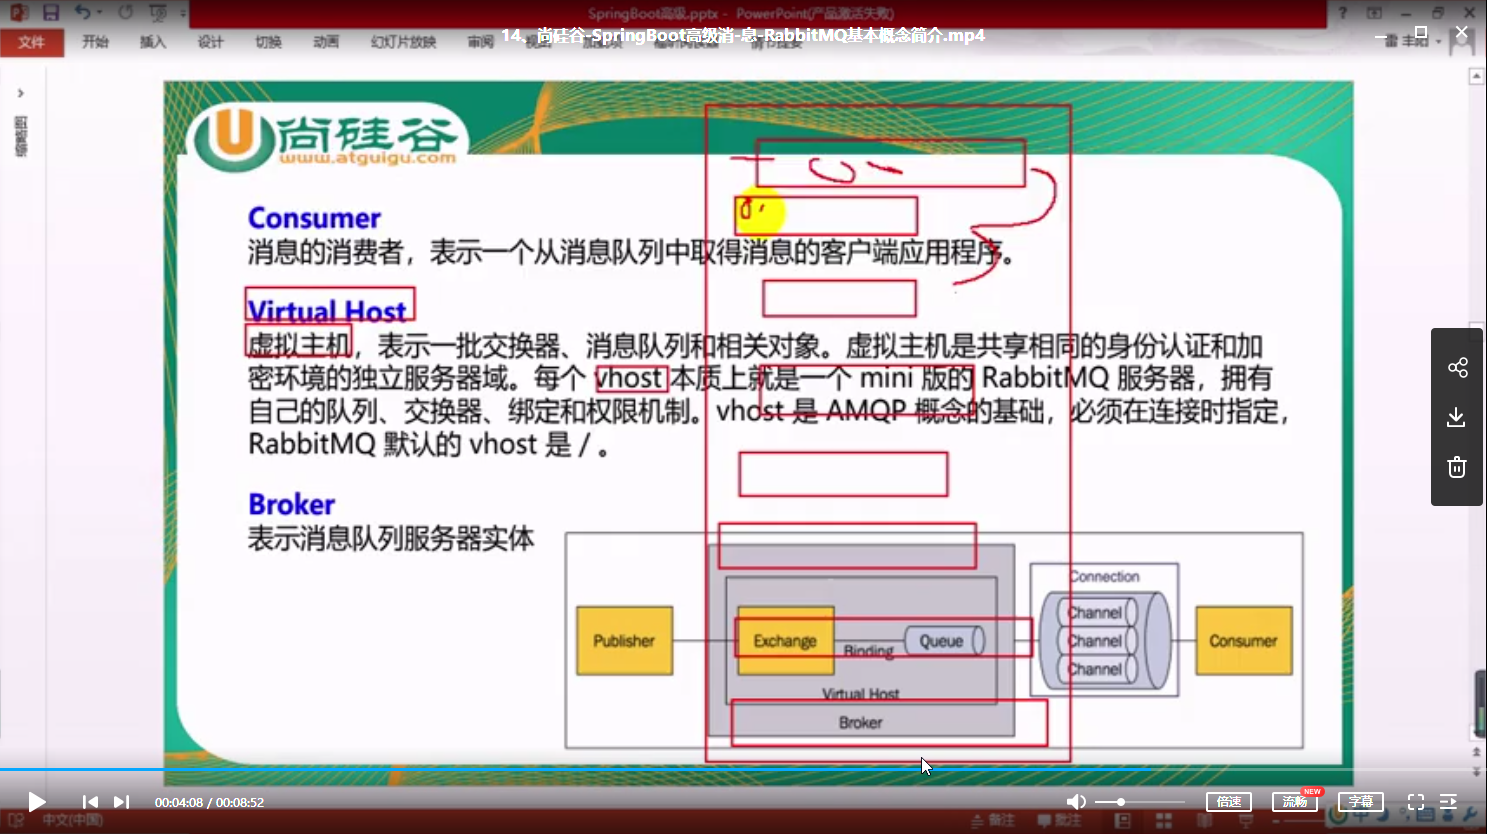 SpringBoot高级.pptx - PowerPoint(产品激活失败)
14、尚硅谷-SpringBoot高级消-息-RabbitMQ基本概念简介.mp4
文件 开始 插入 设计 切换 动画 幻灯片放映 审阅
雷 丰阳
缩略图
尚硅谷
www.atguigu.com
Consumer
消息的消费者，表示一个从消息队列中取得消息的客户端应用程序。
Virtual Host
虚拟主机，表示一批交换器、消息队列和相关对象。虚拟主机是共享相同的身份认证和加
密环境的独立服务器域。每个 vhost 本质上就是一个 mini 版的 RabbitMQ 服务器，拥有
自己的队列、交换器、绑定和权限机制。vhost 是 AMQP 概念的基础，必须在连接时指定，
RabbitMQ 默认的 vhost 是 / 。
Broker
表示消息队列服务器实体
Publisher
Exchange
Binding
Queue
Virtual Host
Broker
Connection
Channel
Channel
Channel
Consumer
00:04:08 / 00:08:52
倍速
流畅
NEW
字幕
中文(中国)
备注
批注